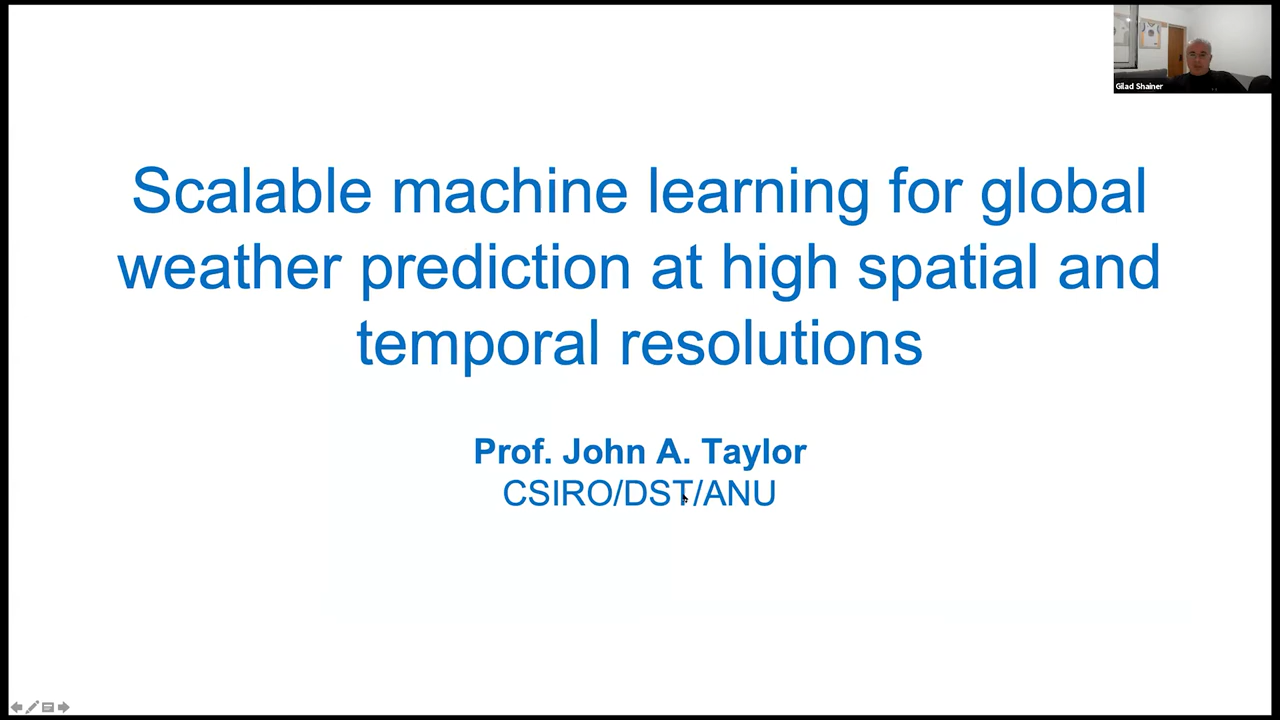 Gilad Shainer
Scalable machine learning for global
weather prediction at high spatial and
temporal resolutions
Prof. John A. Taylor
CSIRO/DST/ANU